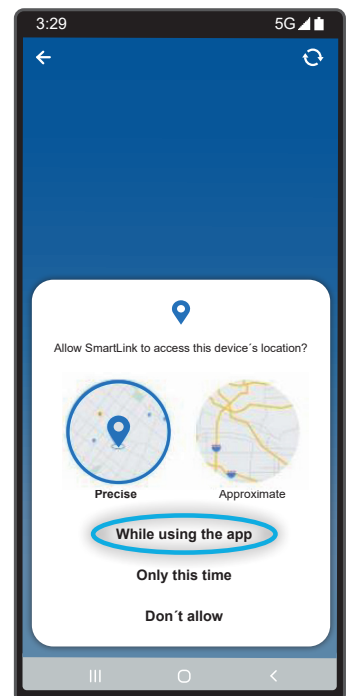 3:29 5G
Allow SmartLink to access this device´s location?
Precise Approximate
While using the app
Only this time
Don´t allow